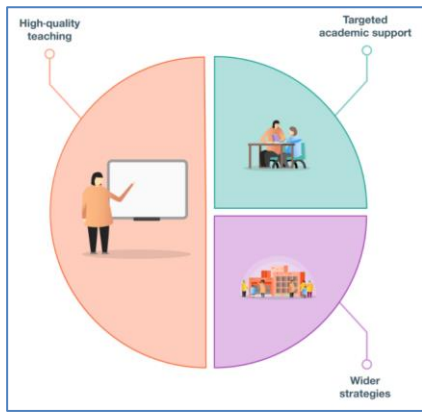 High-quality
teaching
Targeted
academic support
Wider
strategies